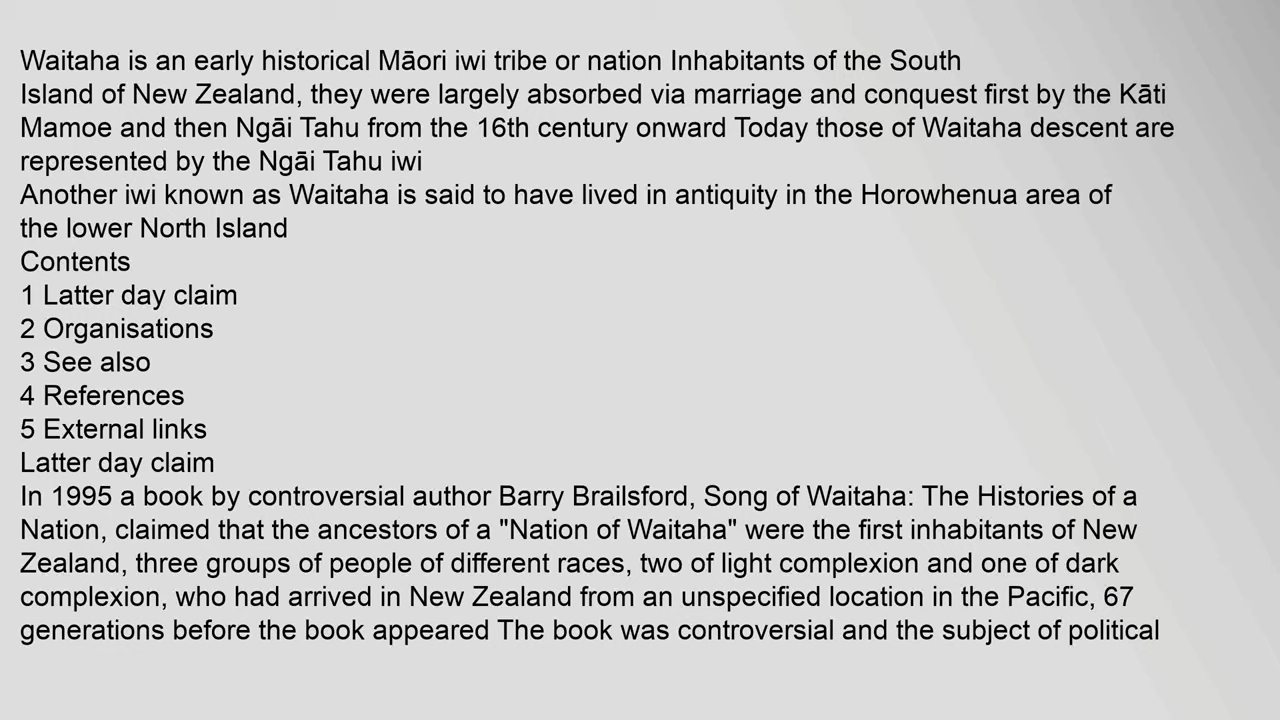 Waitaha is an early historical Māori iwi tribe or nation Inhabitants of the South
Island of New Zealand, they were largely absorbed via marriage and conquest first by the Kāti
Mamoe and then Ngāi Tahu from the 16th century onward Today those of Waitaha descent are
represented by the Ngāi Tahu iwi
Another iwi known as Waitaha is said to have lived in antiquity in the Horowhenua area of
the lower North Island
Contents
1 Latter day claim
2 Organisations
3 See also
4 References
5 External links
Latter day claim
In 1995 a book by controversial author Barry Brailsford, Song of Waitaha: The Histories of a
Nation, claimed that the ancestors of a "Nation of Waitaha" were the first inhabitants of New
Zealand, three groups of people of different races, two of light complexion and one of dark
complexion, who had arrived in New Zealand from an unspecified location in the Pacific, 67
generations before the book appeared The book was controversial and the subject of political